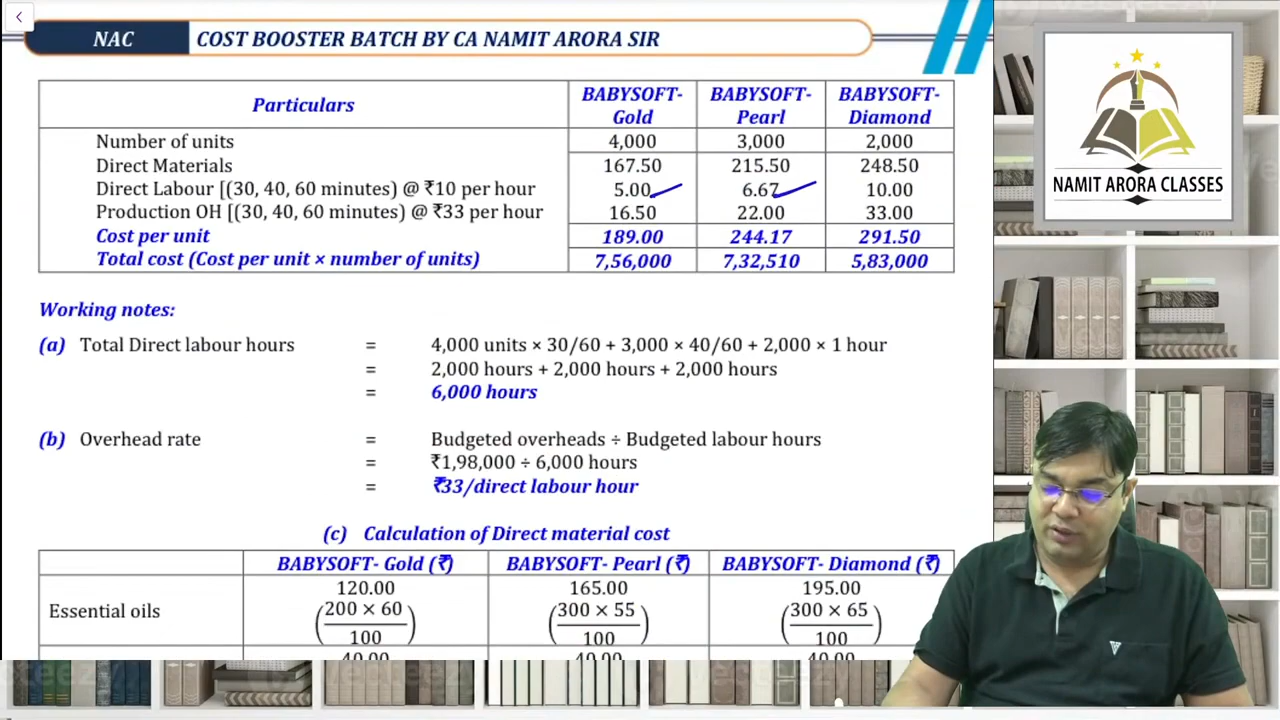 NAC COST BOOSTER BATCH BY CA NAMIT ARORA SIR
Particulars BABYSOFT- Gold BABYSOFT- Pearl BABYSOFT- Diamond
Number of units 4,000 3,000 2,000
Direct Materials 167.50 215.50 248.50
Direct Labour [(30, 40, 60 minutes) @ ₹10 per hour 5.00 6.67 10.00
Production OH [(30, 40, 60 minutes) @ ₹33 per hour 16.50 22.00 33.00
Cost per unit 189.00 244.17 291.50
Total cost (Cost per unit × number of units) 7,56,000 7,32,510 5,83,000
Working notes:
(a) Total Direct labour hours = 4,000 units × 30/60 + 3,000 × 40/60 + 2,000 × 1 hour
= 2,000 hours + 2,000 hours + 2,000 hours
= 6,000 hours
(b) Overhead rate = Budgeted overheads ÷ Budgeted labour hours
= ₹1,98,000 ÷ 6,000 hours
= ₹33/direct labour hour
(c) Calculation of Direct material cost
BABYSOFT- Gold (₹) BABYSOFT- Pearl (₹) BABYSOFT- Diamond (₹)
120.00 165.00 195.00
Essential oils (200 × 60 / 100) (300 × 55 / 100) (300 × 65 / 100)
40.00 40.00 40.00
NAMIT ARORA CLASSES